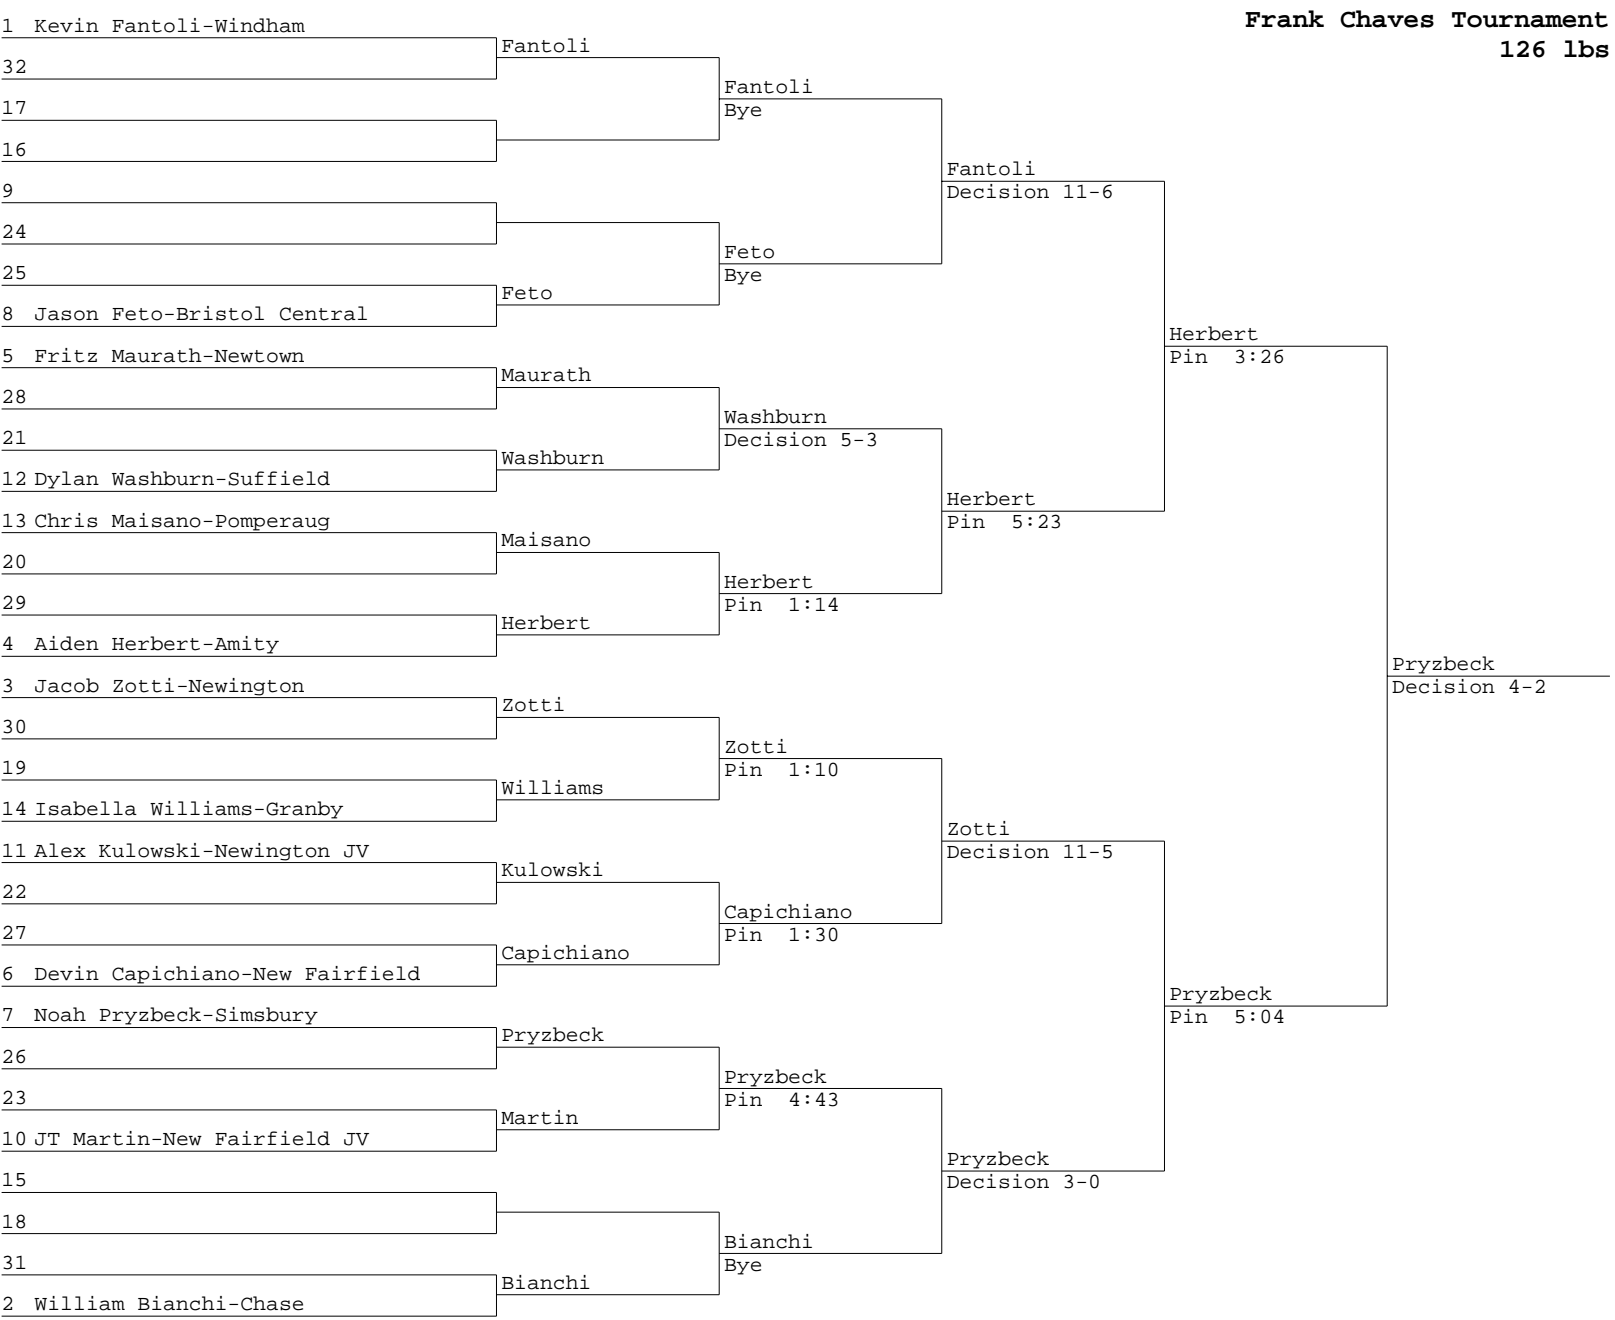 Frank Chaves Tournament
126 lbs
1 Kevin Fantoli-Windham
32
17
16
9
24
25
8 Jason Feto-Bristol Central
5 Fritz Maurath-Newtown
28
21
12 Dylan Washburn-Suffield
13 Chris Maisano-Pomperaug
20
29
4 Aiden Herbert-Amity
3 Jacob Zotti-Newington
30
19
14 Isabella Williams-Granby
11 Alex Kulowski-Newington JV
22
27
6 Devin Capichiano-New Fairfield
7 Noah Pryzbeck-Simsbury
26
23
10 JT Martin-New Fairfield JV
15
18
31
2 William Bianchi-Chase
Fantoli
Feto
Maurath
Washburn
Maisano
Herbert
Zotti
Williams
Kulowski
Capichiano
Pryzbeck
Martin
Bianchi
Fantoli
Bye
Feto
Bye
Washburn
Decision 5-3
Herbert
Pin 1:14
Zotti
Pin 1:10
Capichiano
Pin 1:30
Pryzbeck
Pin 4:43
Bianchi
Bye
Fantoli
Decision 11-6
Herbert
Pin 5:23
Zotti
Decision 11-5
Pryzbeck
Decision 3-0
Herbert
Pin 3:26
Pryzbeck
Pin 5:04
Pryzbeck
Decision 4-2